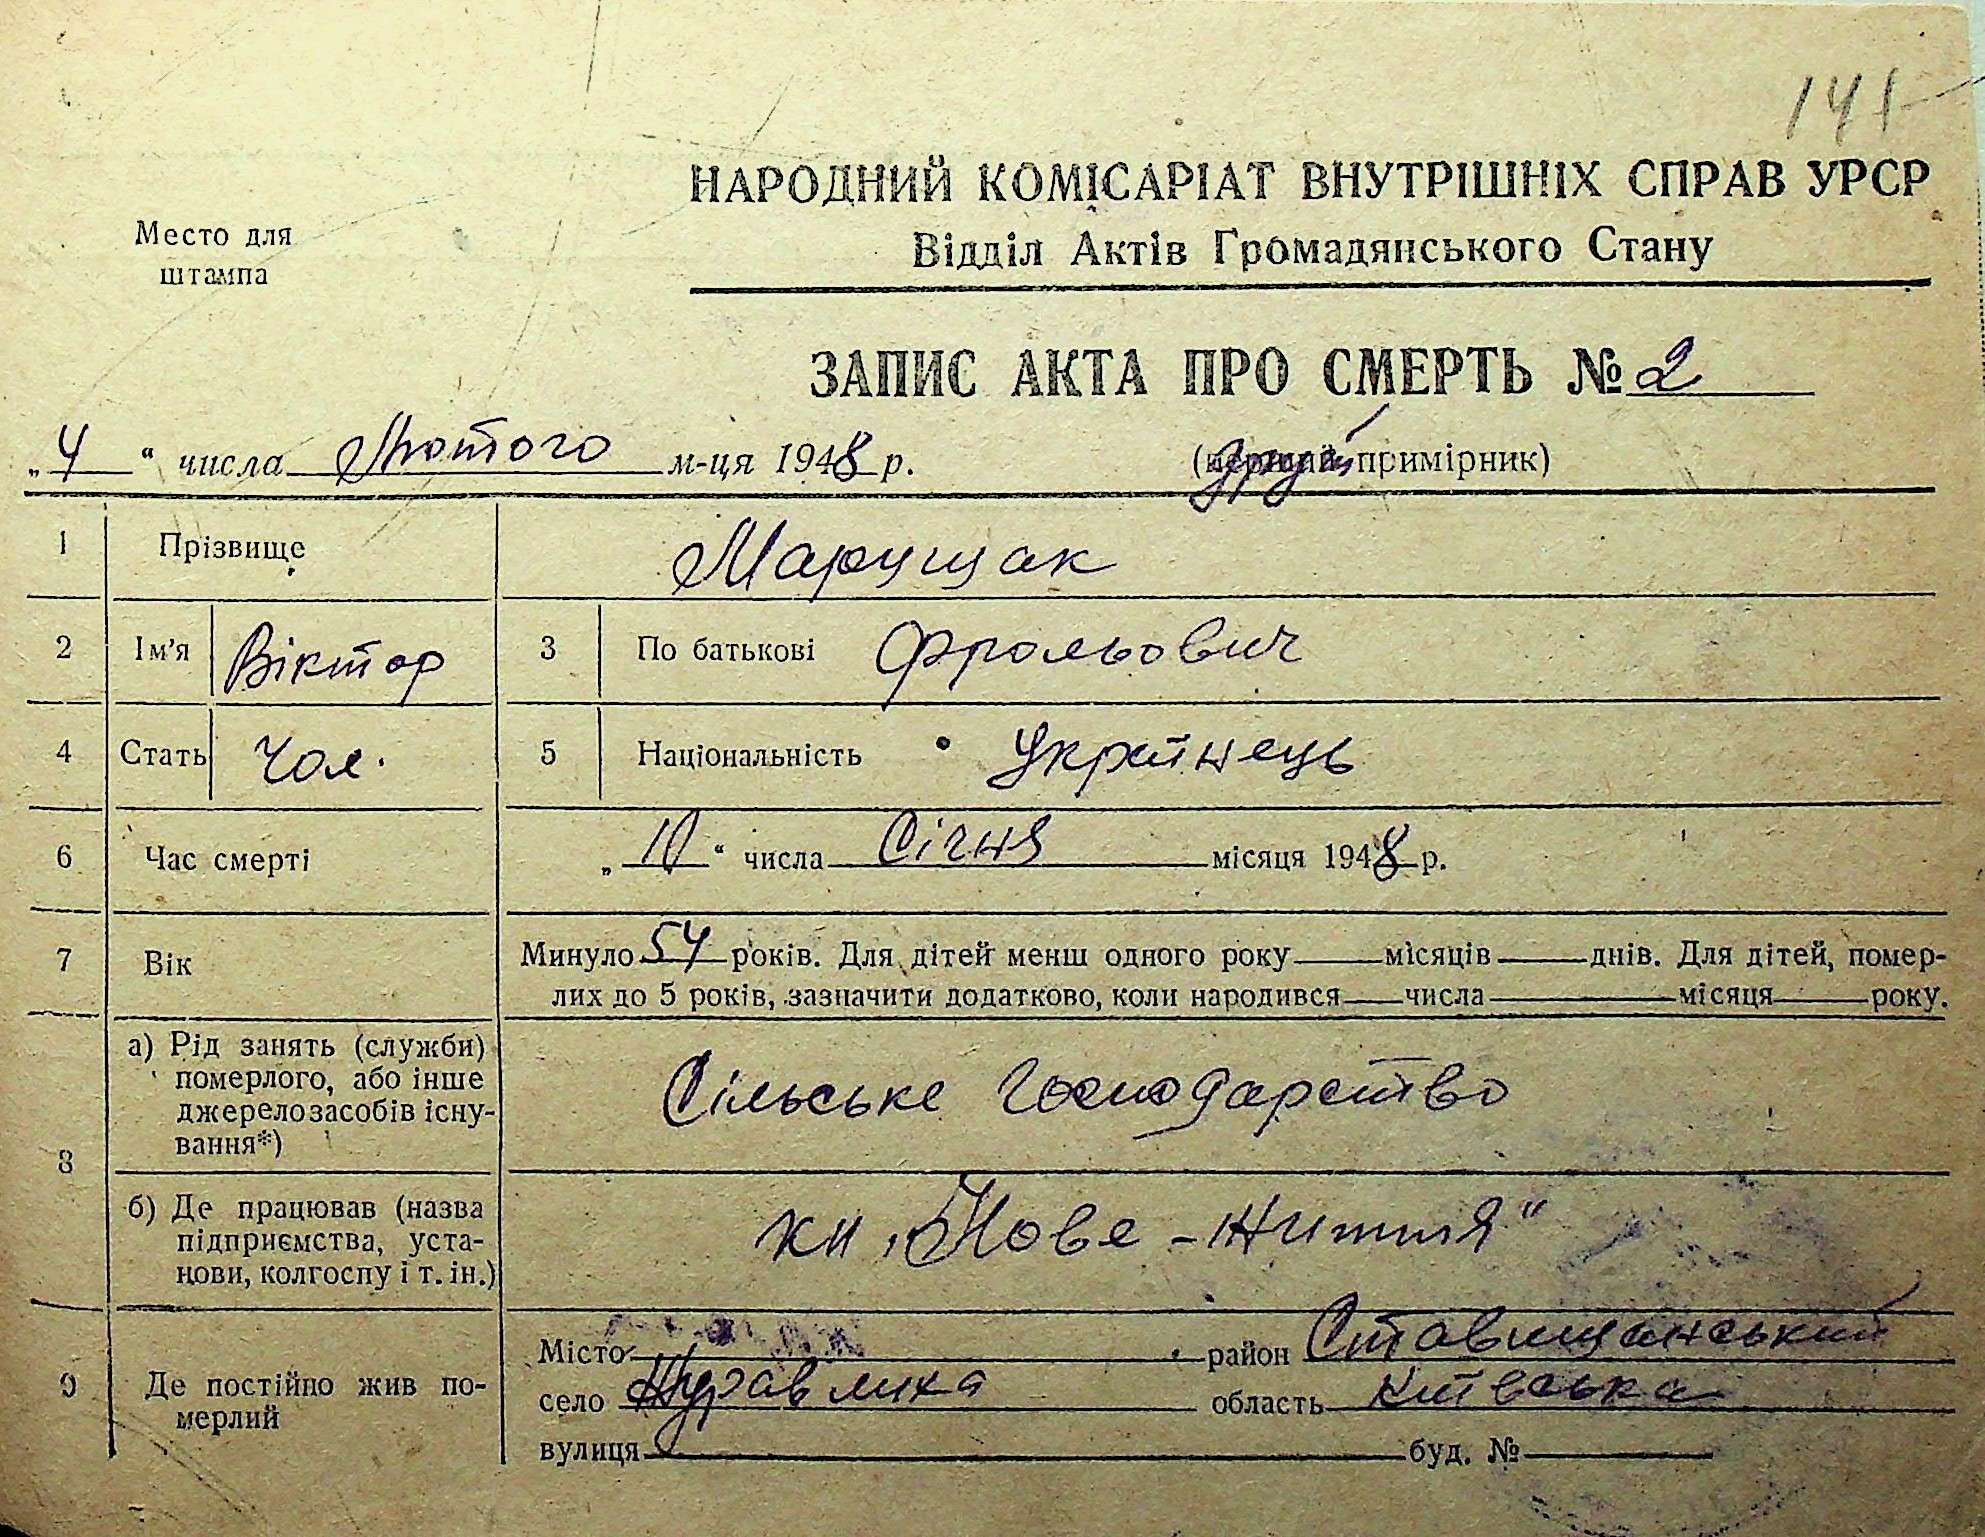 141
НАРОДНИЙ КОМІСАРІАТ ВНУТРІШНІХ СПРАВ УРСР
Відділ Актів Громадянського Стану
Место для
штампа
ЗАПИС АКТА ПРО СМЕРТЬ № 2
„4“ числа Лютого м-ця 1948 р. (другий примірник)
1 Прізвище Марущак
2 Ім'я Віктор 3 По батькові Фрольович
4 Стать Чол. 5 Національність Українець
6 Час смерті „10“ числа Січня місяця 1948 р.
7 Вік Минуло 54 років. Для дітей менш одного року місяців днів. Для дітей, помер-
лих до 5 років, зазначити додатково, коли народився числа місяця року.
8 а) Рід занять (служби)
померлого, або інше
джерело засобів існу-
вання*)
Сільське господарство
б) Де працював (назва
підприємства, уста-
нови, колгоспу і т. ін.)
„Нове - життя“
9 Де постійно жив по-
мерлий
Місто район Ставищанський
село Журавлиха область Київська
вулиця буд. №